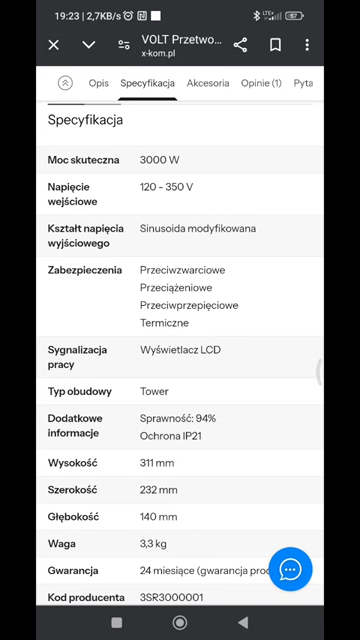 19:23 | 2,7KB/s
VOLT Przetwo...
x-kom.pl
Opis Specyfikacja Akcesoria Opinie (1) Pyta
Specyfikacja
Moc skuteczna 3000 W
Napięcie 120 - 350 V
wejściowe
Kształt napięcia Sinusoida modyfikowana
wyjściowego
Zabezpieczenia Przeciwzwarciowe
Przeciążeniowe
Przeciwprzepięciowe
Termiczne
Sygnalizacja Wyświetlacz LCD
pracy
Typ obudowy Tower
Dodatkowe Sprawność: 94%
informacje Ochrona IP21
Wysokość 311 mm
Szerokość 232 mm
Głębokość 140 mm
Waga 3,3 kg
Gwarancja 24 miesiące (gwarancja prod
Kod producenta 3SR3000001